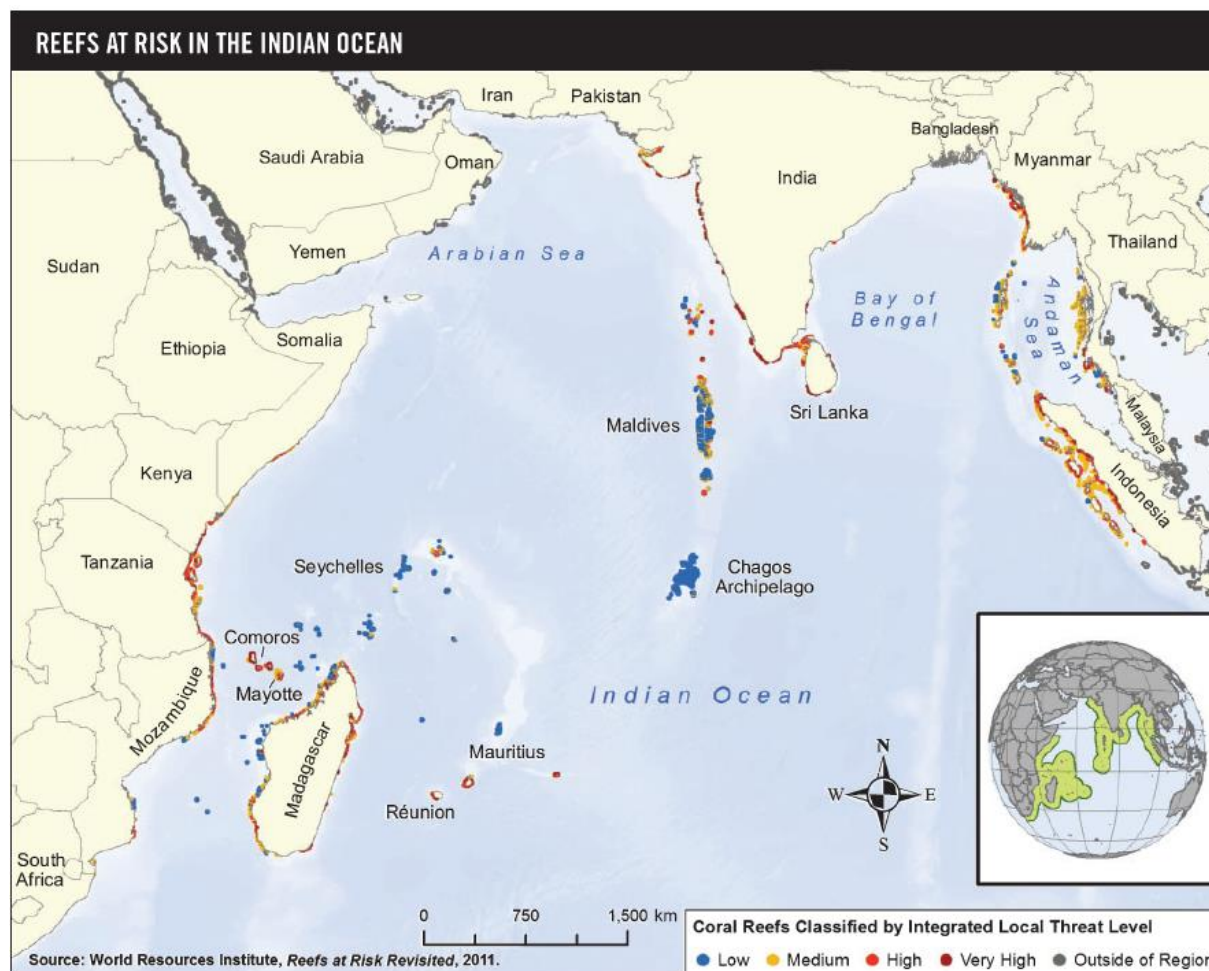 REEFS AT RISK IN THE INDIAN OCEAN
Iran
Pakistan
Bangladesh
Saudi Arabia
Oman
Myanmar
India
Thailand
Sudan
Yemen
Arabian Sea
Bay of
Bengal
Andaman
Sea
Ethiopia
Somalia
Maldives
Sri Lanka
Malaysia
Kenya
Indonesia
Tanzania
Seychelles
Chagos
Archipelago
Comoros
Mayotte
Mozambique
Indian Ocean
Madagascar
Mauritius
N
W
E
S
Réunion
South
Africa
0 750 1,500 km
Source: World Resources Institute, Reefs at Risk Revisited, 2011.
Coral Reefs Classified by Integrated Local Threat Level
Low Medium High Very High Outside of Region